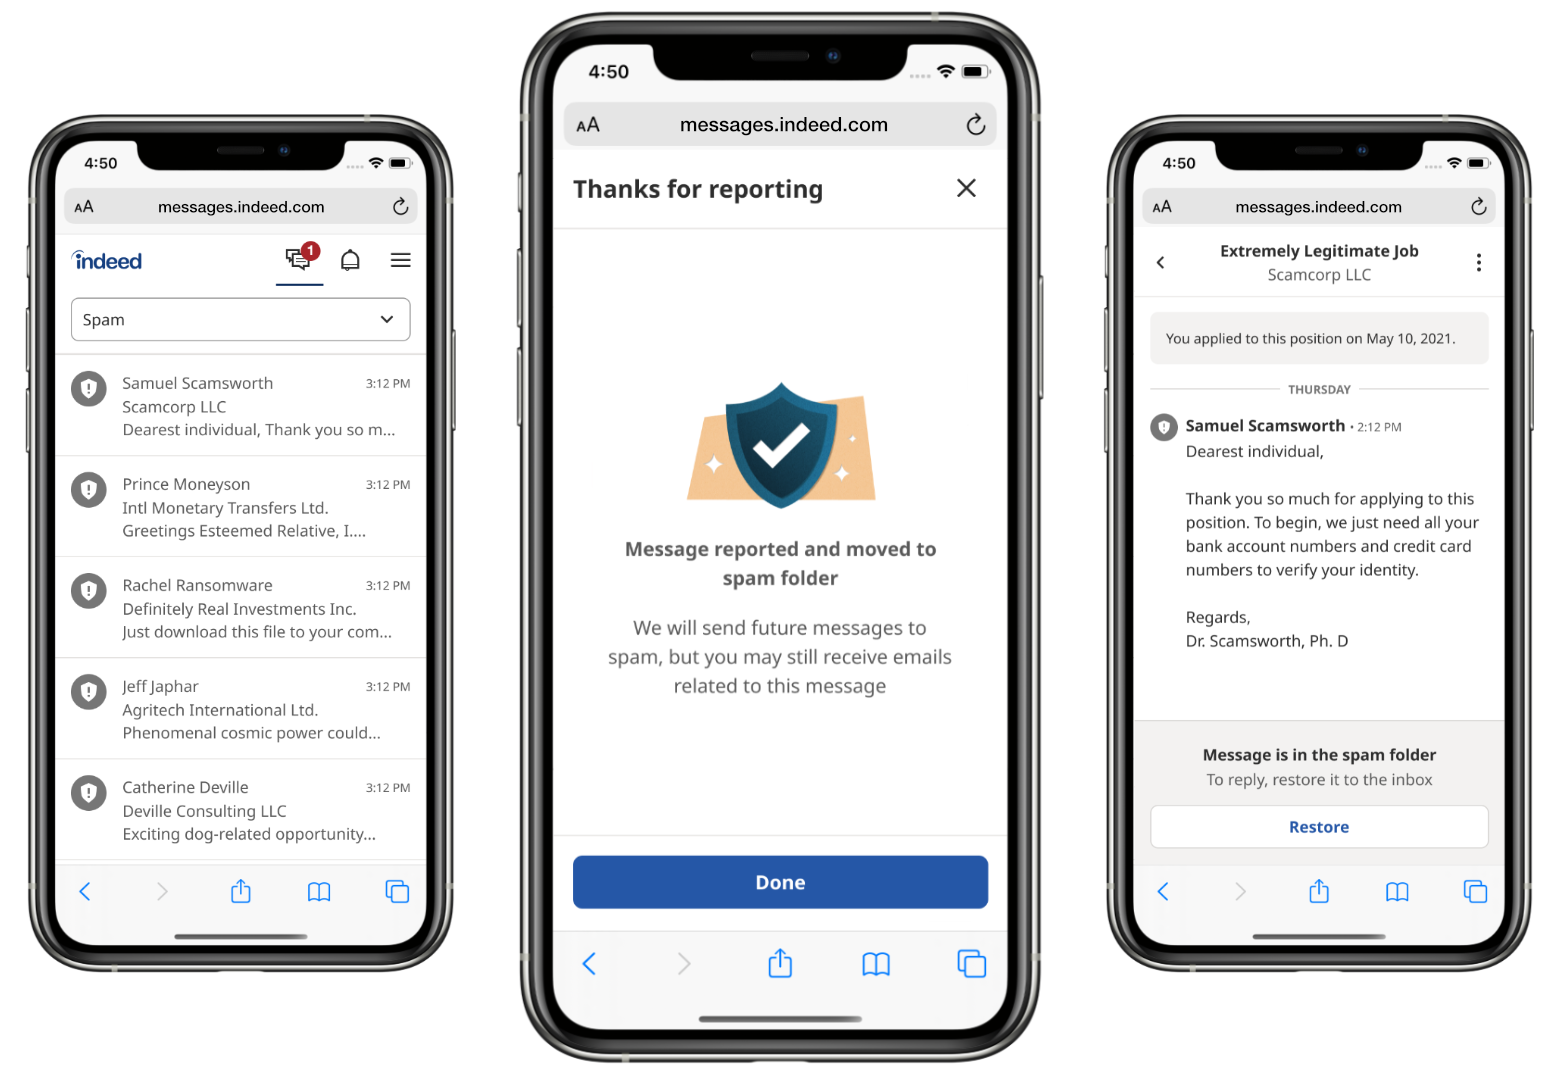 4:50
AA messages.indeed.com
indeed
1
Spam
Samuel Scamsworth 3:12 PM
Scamcorp LLC
Dearest individual, Thank you so m...
Prince Moneyson 3:12 PM
Intl Monetary Transfers Ltd.
Greetings Esteemed Relative, I....
Rachel Ransomware 3:12 PM
Definitely Real Investments Inc.
Just download this file to your com...
Jeff Japhar 3:12 PM
Agritech International Ltd.
Phenomenal cosmic power could...
Catherine Deville 3:12 PM
Deville Consulting LLC
Exciting dog-related opportunity...
4:50
AA messages.indeed.com
Thanks for reporting
Message reported and moved to
spam folder
We will send future messages to
spam, but you may still receive emails
related to this message
Done
4:50
AA messages.indeed.com
Extremely Legitimate Job
Scamcorp LLC
You applied to this position on May 10, 2021.
THURSDAY
Samuel Scamsworth • 2:12 PM
Dearest individual,
Thank you so much for applying to this
position. To begin, we just need all your
bank account numbers and credit card
numbers to verify your identity.
Regards,
Dr. Scamsworth, Ph. D
Message is in the spam folder
To reply, restore it to the inbox
Restore